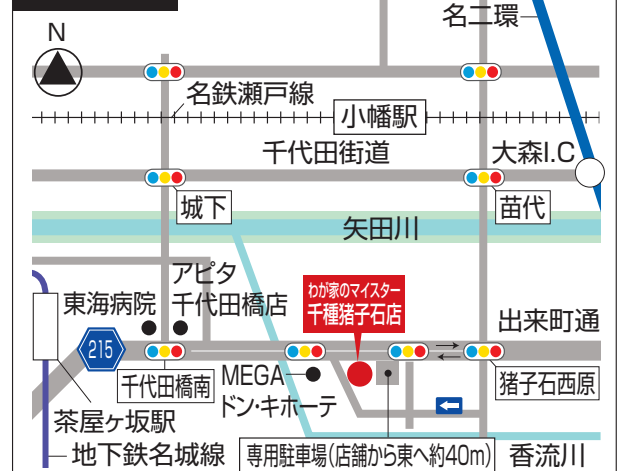 名二環
N
名鉄瀬戸線
小幡駅
千代田街道
大森I.C
城下
苗代
矢田川
アピタ
千代田橋店
東海病院
わが家のマイスター
千種猪子石店
出来町通
215
千代田橋南
MEGA
ドン・キホーテ
猪子石西原
茶屋ヶ坂駅
地下鉄名城線
専用駐車場(店舗から東へ約40m)
香流川